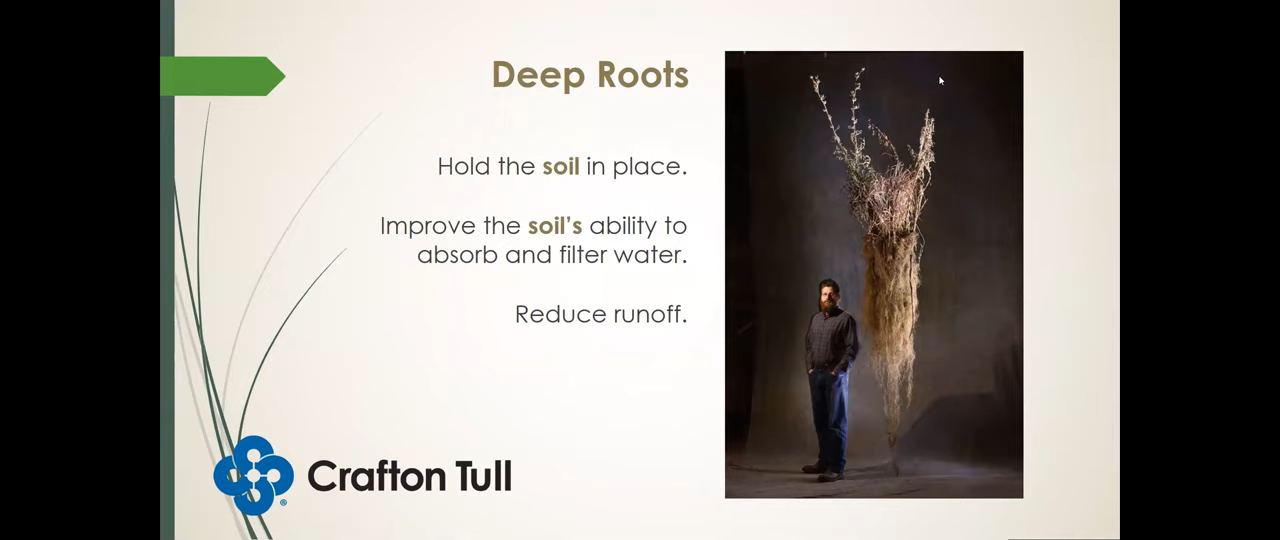 Deep Roots
Hold the soil in place.
Improve the soil’s ability to
absorb and filter water.
Reduce runoff.
Crafton Tull
®